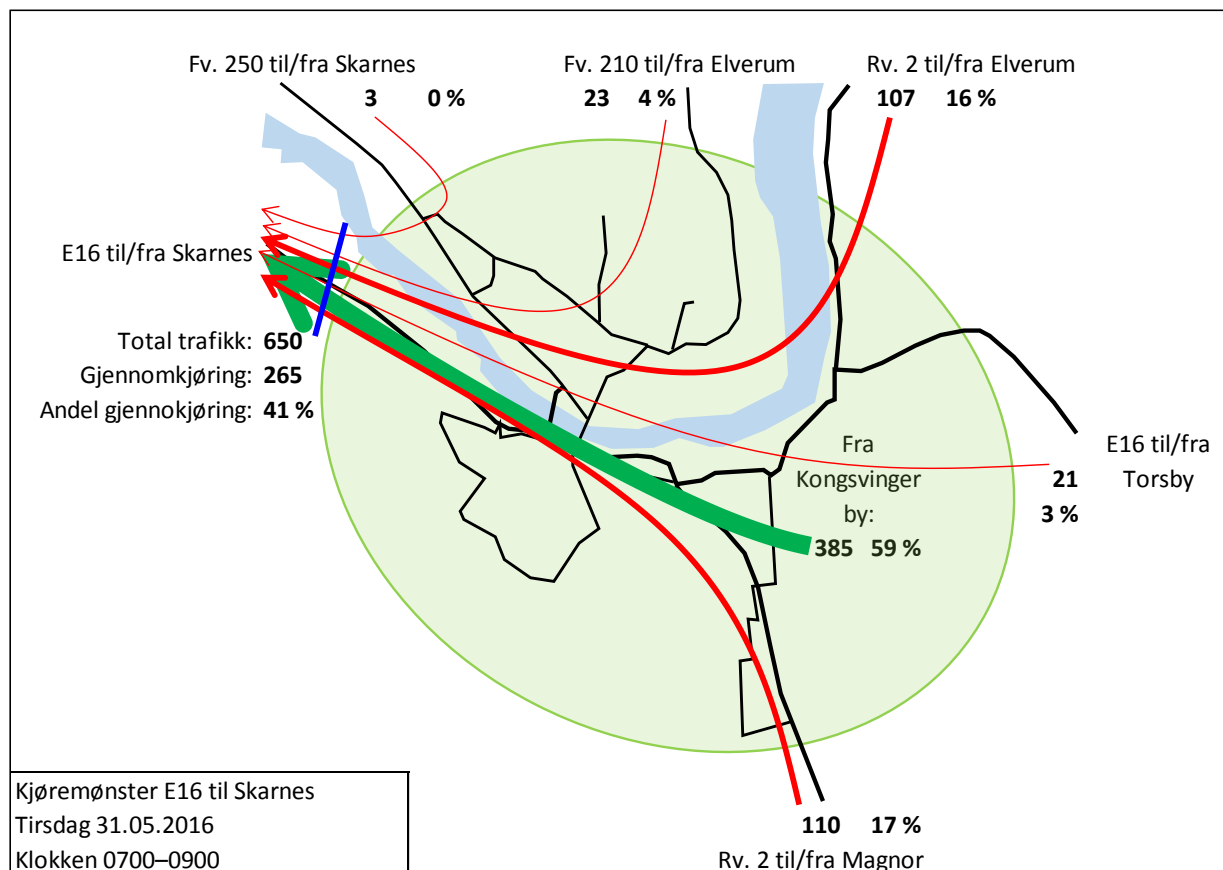 Fv. 250 til/fra Skarnes
3 0 %
Fv. 210 til/fra Elverum
23 4 %
Rv. 2 til/fra Elverum
107 16 %
E16 til/fra Skarnes
Total trafikk: 650
Gjennomkjøring: 265
Andel gjennokjøring: 41 %
Fra
Kongsvinger
by:
385 59 %
E16 til/fra
Torsby
21
3 %
110 17 %
Rv. 2 til/fra Magnor
Kjøremønster E16 til Skarnes
Tirsdag 31.05.2016
Klokken 0700–0900